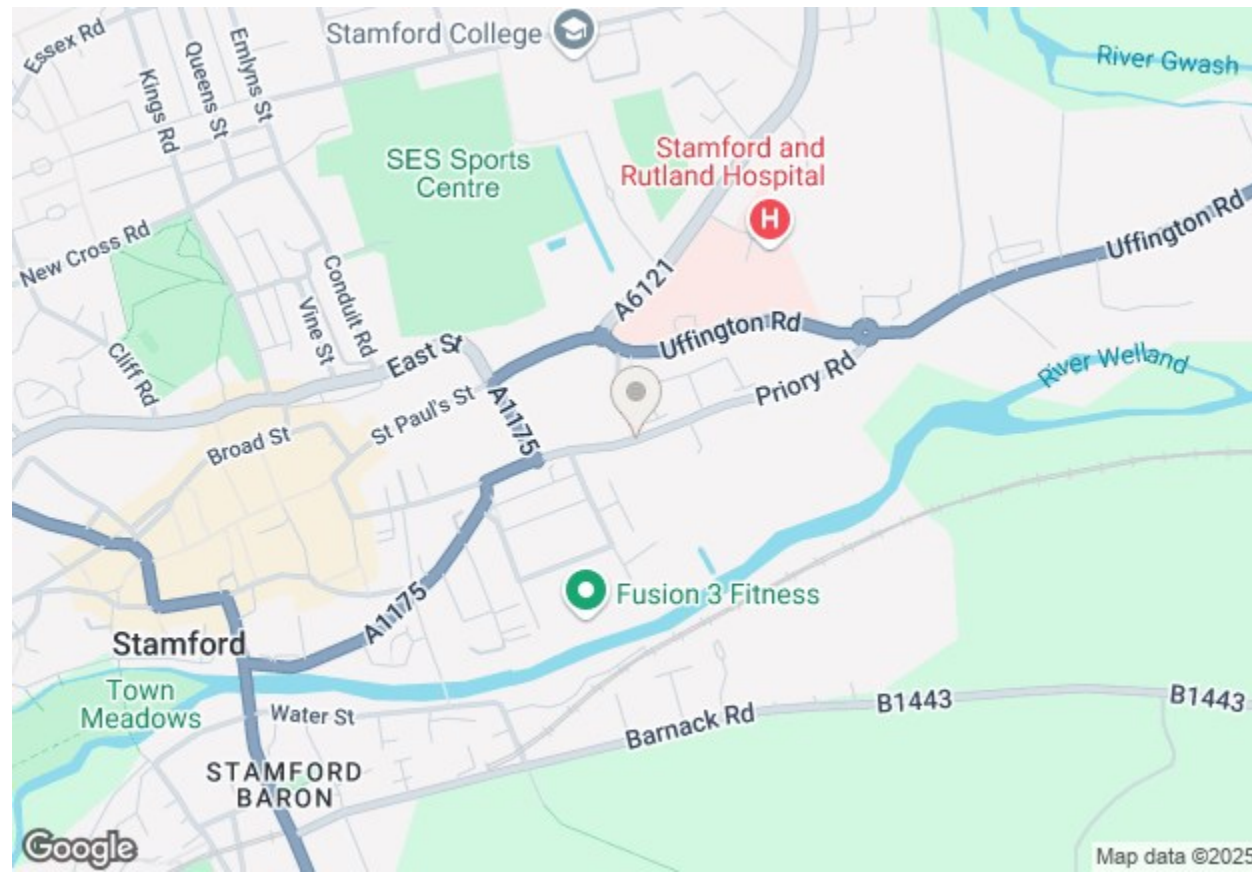 Essex Rd
Kings Rd
Queens St
Emlyns St
Stamford College
River Gwash
SES Sports
Centre
Stamford and
Rutland Hospital
H
New Cross Rd
Conduit Rd
Vine St
Cliff Rd
East St
A6121
Uffington Rd
Uffington Rd
Priory Rd
River Welland
St Paul's St
A1175
Broad St
Fusion 3 Fitness
A1175
Stamford
Town
Meadows
Water St
Barnack Rd
B1443
B1443
STAMFORD
BARON
Google
Map data ©2025